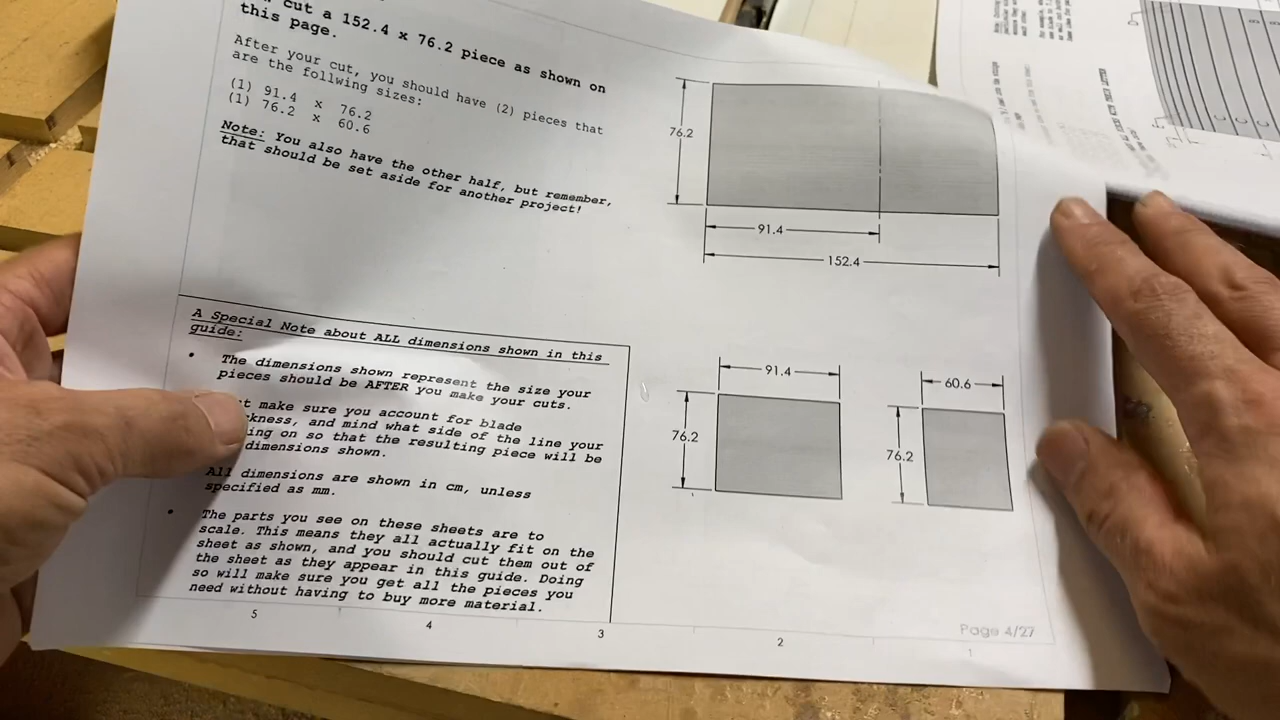 cut a 152.4 x 76.2 piece as shown on
this page.
After your cut, you should have (2) pieces that
are the follwing sizes:
(1) 91.4 x 76.2
(1) 76.2 x 60.6
Note: You also have the other half, but remember,
that should be set aside for another project!
76.2
91.4
152.4
A Special Note about ALL dimensions shown in this
guide:
• The dimensions shown represent the size your
pieces should be AFTER you make your cuts.
make sure you account for blade
and mind what side of the line your
on so that the resulting piece will be
dimensions shown.
All dimensions are shown in cm, unless
specified as mm.
• The parts you see on these sheets are to
scale. This means they all actually fit on the
sheet as shown, and you should cut them out of
the sheet as they appear in this guide. Doing
so will make sure you get all the pieces you
need without having to buy more material.
91.4
76.2
60.6
76.2
Page 4/27
5
4
3
2
1